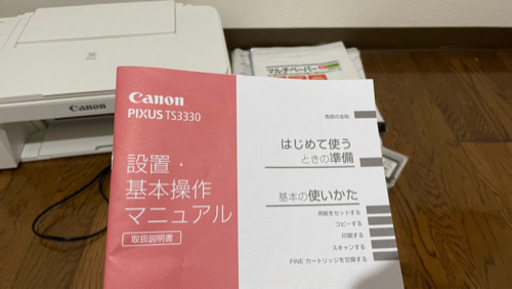 Canon
マルチペーパー
Canon
PIXUS TS3330
設置・
基本操作
マニュアル
取扱説明書
各部の名称
はじめて使う
ときの準備
基本の使いかた
用紙をセットする
コピーする
印刷する
スキャンする
FINE カートリッジを交換する